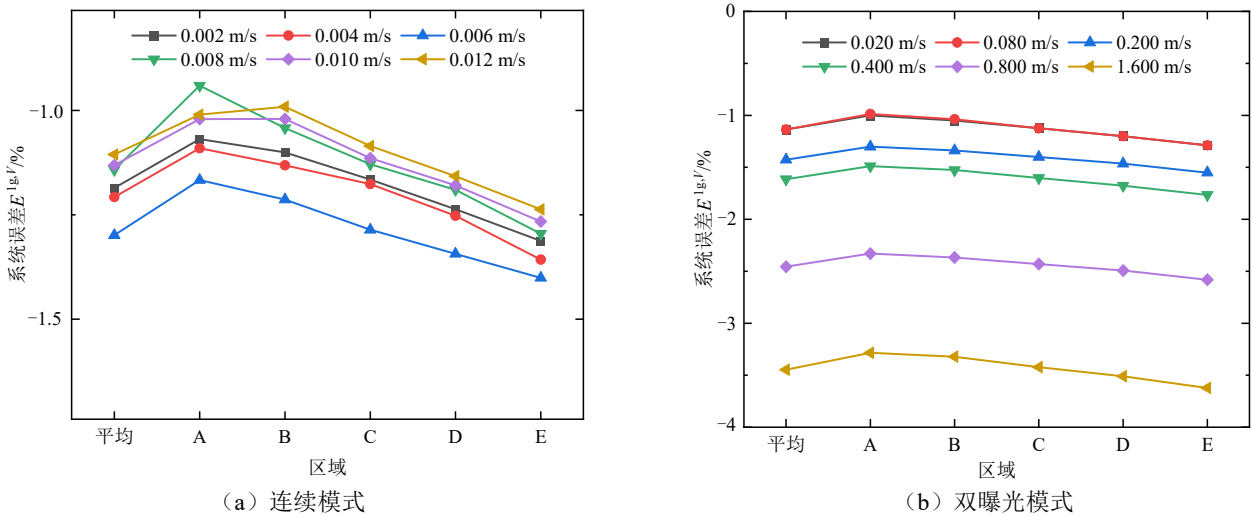 0.002 m/s 0.004 m/s 0.006 m/s
0.008 m/s 0.010 m/s 0.012 m/s
−1.0
−1.5
系统误差E^lg,V/%
平均 A B C D E
区域
(a)连续模式
0.020 m/s 0.080 m/s 0.200 m/s
0.400 m/s 0.800 m/s 1.600 m/s
0
−1
−2
−3
−4
系统误差E^lg,V/%
平均 A B C D E
区域
(b)双曝光模式